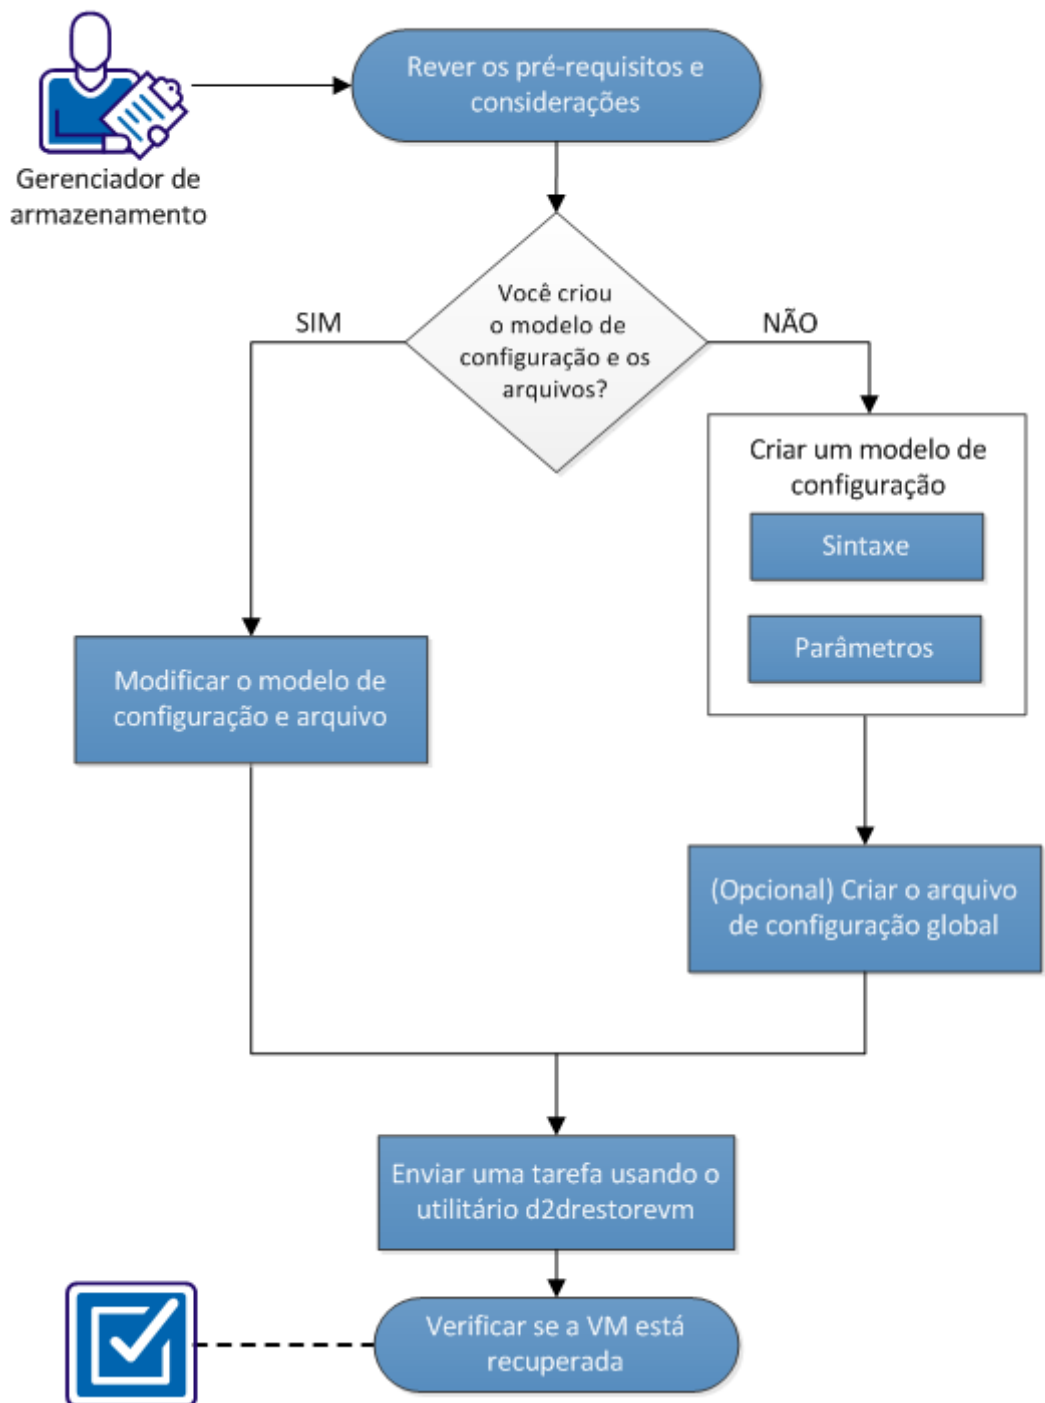 Rever os pré-requisitos e
considerações
Gerenciador de
armazenamento
Você criou
o modelo de
configuração e os
arquivos?
SIM
NÃO
Criar um modelo de
configuração
Sintaxe
Parâmetros
Modificar o modelo de
configuração e arquivo
(Opcional) Criar o arquivo
de configuração global
Enviar uma tarefa usando o
utilitário d2drestorevm
Verificar se a VM está
recuperada